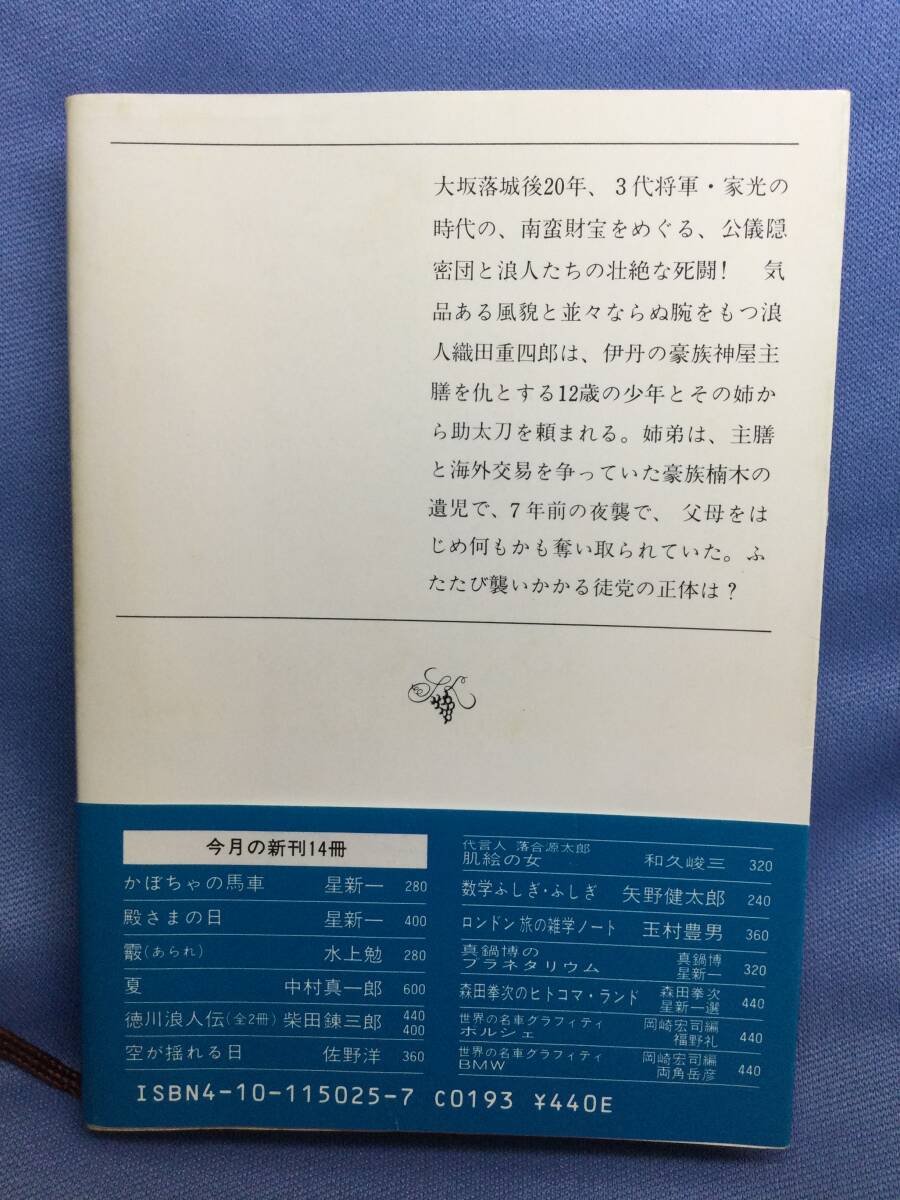 大坂落城後20年、3代将軍・家光の
時代の、南蛮財宝をめぐる、公儀隠
密団と浪人たちの壮絶な死闘！　気
品ある風貌と並々ならぬ腕をもつ浪
人織田重四郎は、伊丹の豪族神屋主
膳を仇とする12歳の少年とその姉か
ら助太刀を頼まれる。姉弟は、主膳
と海外交易を争っていた豪族楠木の
遺児で、7年前の夜襲で、父母をは
じめ何もかも奪い取られていた。ふ
たたび襲いかかる徒党の正体は？
今月の新刊14冊
かぼちゃの馬車 星新一 280
殿さまの日 星新一 400
霰(あられ) 水上勉 280
夏 中村真一郎 600
徳川浪人伝(全2冊) 柴田錬三郎 440 400
空が揺れる日 佐野洋 360
代言人 落合源太郎
肌絵の女 和久峻三 320
数学ふしぎ・ふしぎ 矢野健太郎 240
ロンドン 旅の雑学ノート 玉村豊男 360
真鍋博の
プラネタリウム 真鍋博 星新一 320
森田拳次のヒトコマ・ランド 森田拳次 星新一選 440
世界の名車グラフィティ
ポルシェ 岡崎宏司編 福野礼 440
世界の名車グラフィティ
BMW 岡崎宏司編 両角岳彦 440
ISBN4-10-115025-7 C0193 ¥440E